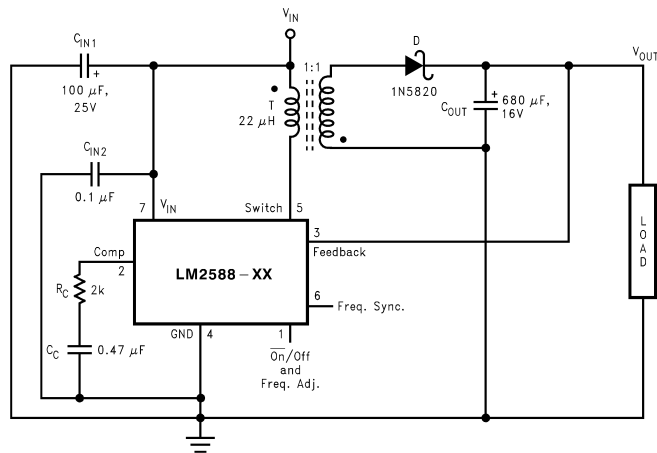 V_IN
C_IN1
+
100 μF,
25V
1:1
T
22 μH
D
1N5820
V_OUT
C_OUT
+
680 μF,
16V
C_IN2
0.1 μF
7
V_IN
Switch
5
Comp
2
LM2588-XX
3
Feedback
6
Freq. Sync.
R_C
2k
C_C
0.47 μF
GND
4
1
O̅n̅/Off
and
Freq. Adj.
L
O
A
D